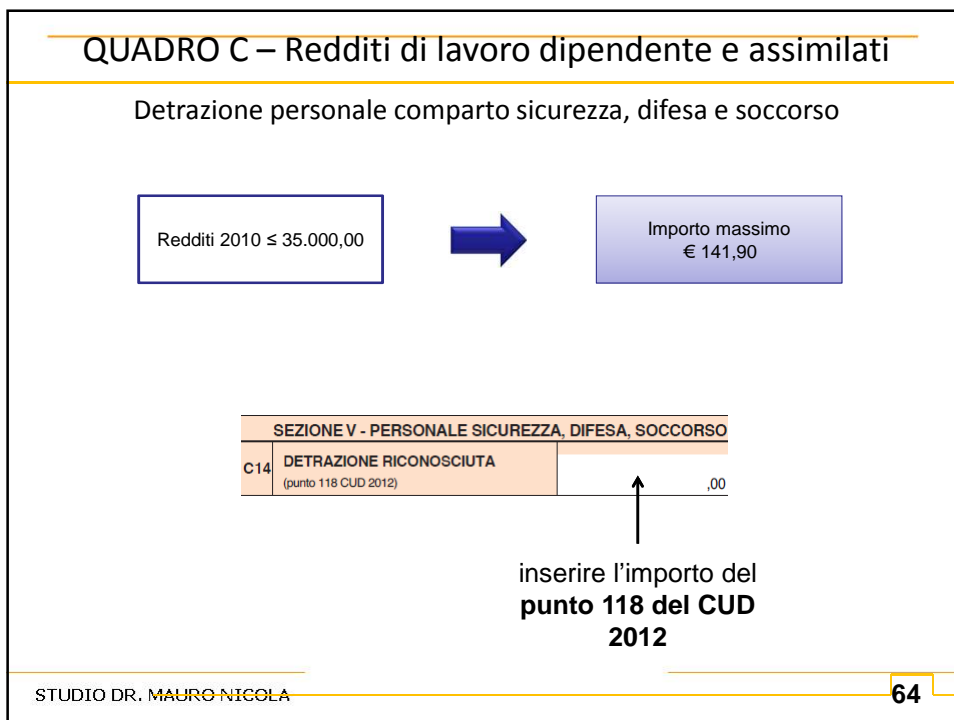 QUADRO C – Redditi di lavoro dipendente e assimilati
Detrazione personale comparto sicurezza, difesa e soccorso
Redditi 2010 ≤ 35.000,00
Importo massimo
€ 141,90
SEZIONE V - PERSONALE SICUREZZA, DIFESA, SOCCORSO
C14 DETRAZIONE RICONOSCIUTA
(punto 118 CUD 2012)
,00
inserire l’importo del
punto 118 del CUD
2012
STUDIO DR. MAURO NICOLA
64